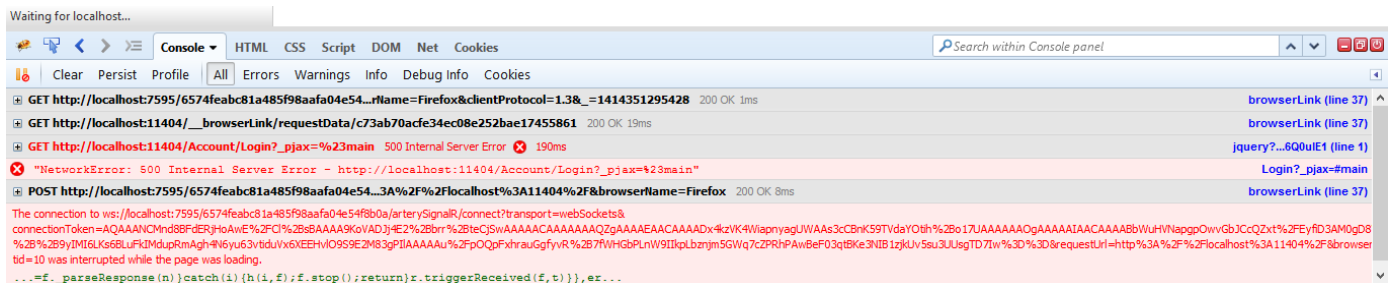 Waiting for localhost...
Console HTML CSS Script DOM Net Cookies Search within Console panel
Clear Persist Profile All Errors Warnings Info Debug Info Cookies
GET http://localhost:7595/6574feabc81a485f98aafa04e54...rName=Firefox&clientProtocol=1.3&_=1414351295428 200 OK 1ms browserLink (line 37)
GET http://localhost:11404/__browserLink/requestData/c73ab70acfe34ec08e252bae17455861 200 OK 19ms browserLink (line 37)
GET http://localhost:11404/Account/Login?_pjax=%23main 500 Internal Server Error 190ms jquery?...6Q0uIE1 (line 1)
"NetworkError: 500 Internal Server Error - http://localhost:11404/Account/Login?_pjax=%23main" Login?_pjax=#main
POST http://localhost:7595/6574feabc81a485f98aafa04e54...3A%2F%2Flocalhost%3A11404%2F&browserName=Firefox 200 OK 8ms browserLink (line 37)
The connection to ws://localhost:7595/6574feabc81a485f98aafa04e54f8b0a/arterySignalR/connect?transport=webSockets&
tid=10 was interrupted while the page was loading.
...=f._parseResponse(n)}catch(i){h(i,f);f.stop();return}r.triggerReceived(f,t)}},er...